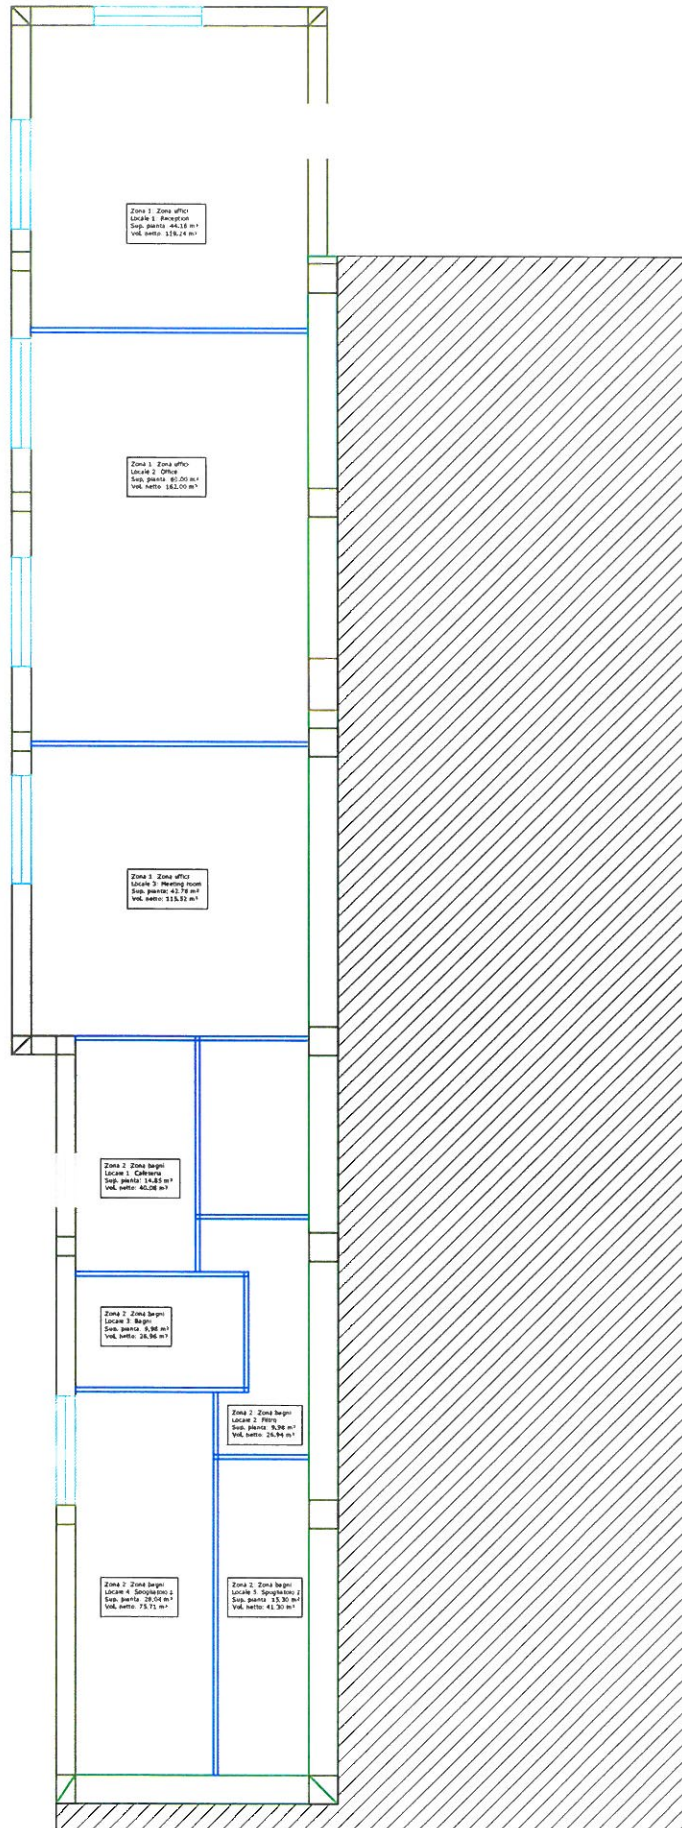 Zona 1: Zona uffici
Locale 1: Reception
Sup. pianta: 44.16 m²
Vol. netto: 119.24 m³
Zona 1: Zona uffici
Locale 2: Office
Sup. pianta: 60.00 m²
Vol. netto: 162.00 m³
Zona 1: Zona uffici
Locale 3: Meeting room
Sup. pianta: 42.78 m²
Vol. netto: 115.52 m³
Zona 2: Zona bagni
Locale 1: Cafeteria
Sup. pianta: 14.85 m²
Vol. netto: 40.08 m³
Zona 2: Zona bagni
Locale 3: Bagni
Sup. pianta: 9.98 m²
Vol. netto: 26.96 m³
Zona 2: Zona bagni
Locale 2: Filtro
Sup. pianta: 9.98 m²
Vol. netto: 26.94 m³
Zona 2: Zona bagni
Locale 4: Spogliatoio 1
Sup. pianta: 28.04 m²
Vol. netto: 75.71 m³
Zona 2: Zona bagni
Locale 5: Spogliatoio 2
Sup. pianta: 15.30 m²
Vol. netto: 41.30 m³